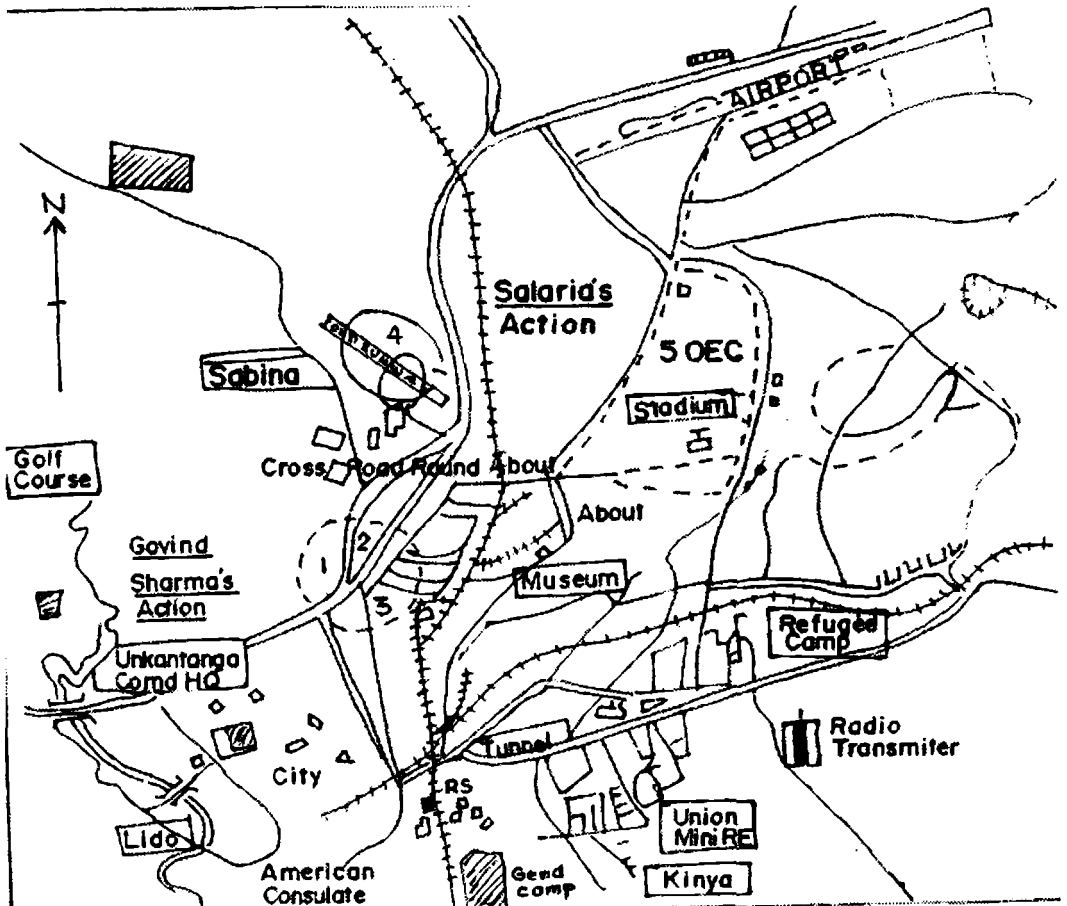 AIRPORT
N
Salaria's
Action
4
5 OEC
Sabina
Stadium
Golf
Course
Cross Road Round About
About
Govind
Sharma's
Action
1
2
3
Museum
Refuged
Camp
Unkantanga
Comd HQ
Radio
Transmiter
Tunnel
City
RS
Lido
Union
MiniRE
American
Consulate
Gend
camp
Kinya